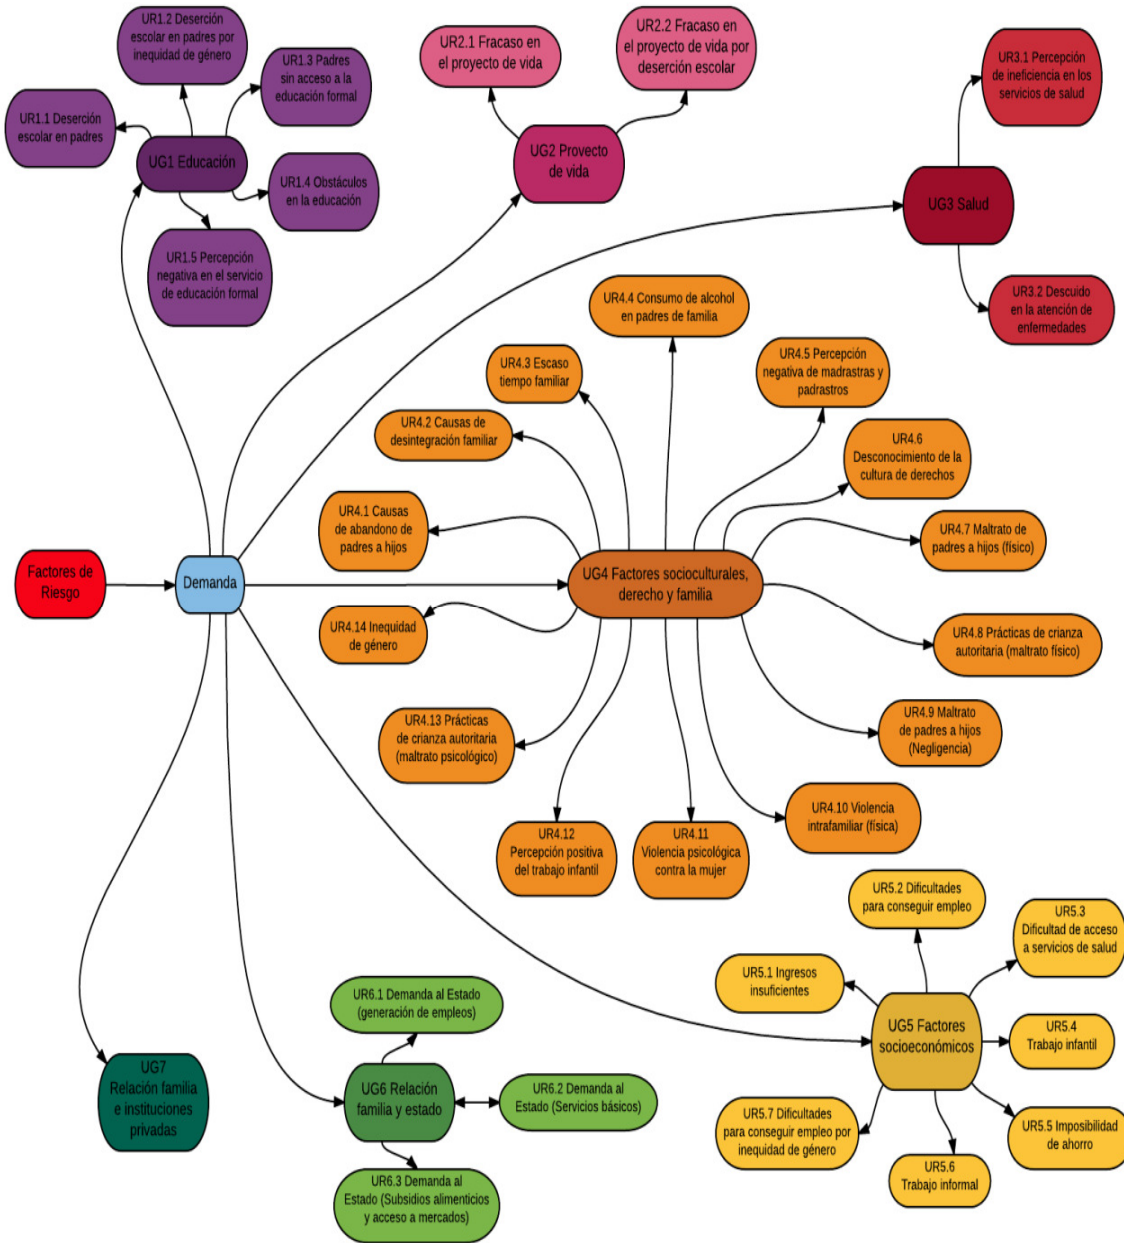 UR1.2 Deserción
escolar en padres por
inequidad de género
UR1.3 Padres
sin acceso a la
educación formal
UR1.1 Deserción
escolar en padres
UG1 Educación
UR1.4 Obstáculos
en la educación
UR1.5 Percepción
negativa en el servicio
de educación formal
UR2.1 Fracaso en
el proyecto de vida
UR2.2 Fracaso en
el proyecto de vida por
deserción escolar
UG2 Provecto
de vida
UR3.1 Percepción
de ineficiencia en los
servicios de salud
UG3 Salud
UR3.2 Descuido
en la atención de
enfermedades
UR4.4 Consumo de alcohol
en padres de familia
UR4.3 Escaso
tiempo familiar
UR4.5 Percepción
negativa de madrastras y
padrastros
UR4.2 Causas de
desintegración familiar
UR4.6
Desconocimiento de la
cultura de derechos
UR4.1 Causas
de abandono de
padres a hijos
UR4.7 Maltrato de
padres a hijos (físico)
Factores de
Riesgo
Demanda
UG4 Factores socioculturales,
derecho y familia
UR4.14 Inequidad
de género
UR4.8 Prácticas de crianza
autoritaria (maltrato físico)
UR4.13 Prácticas
de crianza autoritaria
(maltrato psicológico)
UR4.9 Maltrato
de padres a hijos
(Negligencia)
UR4.10 Violencia
intrafamiliar (física)
UR4.12
Percepción positiva
del trabajo infantil
UR4.11
Violencia psicológica
contra la mujer
UR5.2 Dificultades
para conseguir empleo
UR5.3
Dificultad de acceso
a servicios de salud
UR5.1 Ingresos
insuficientes
UG5 Factores
socioeconómicos
UR5.4
Trabajo infantil
UR5.7 Dificultades
para conseguir empleo por
inequidad de género
UR5.5 Imposibilidad
de ahorro
UR5.6
Trabajo informal
UR6.1 Demanda al Estado
(generación de empleos)
UG6 Relación
familia y estado
UR6.2 Demanda al
Estado (Servicios básicos)
UR6.3 Demanda al
Estado (Subsidios alimenticios
y acceso a mercados)
UG7
Relación familia
e instituciones
privadas